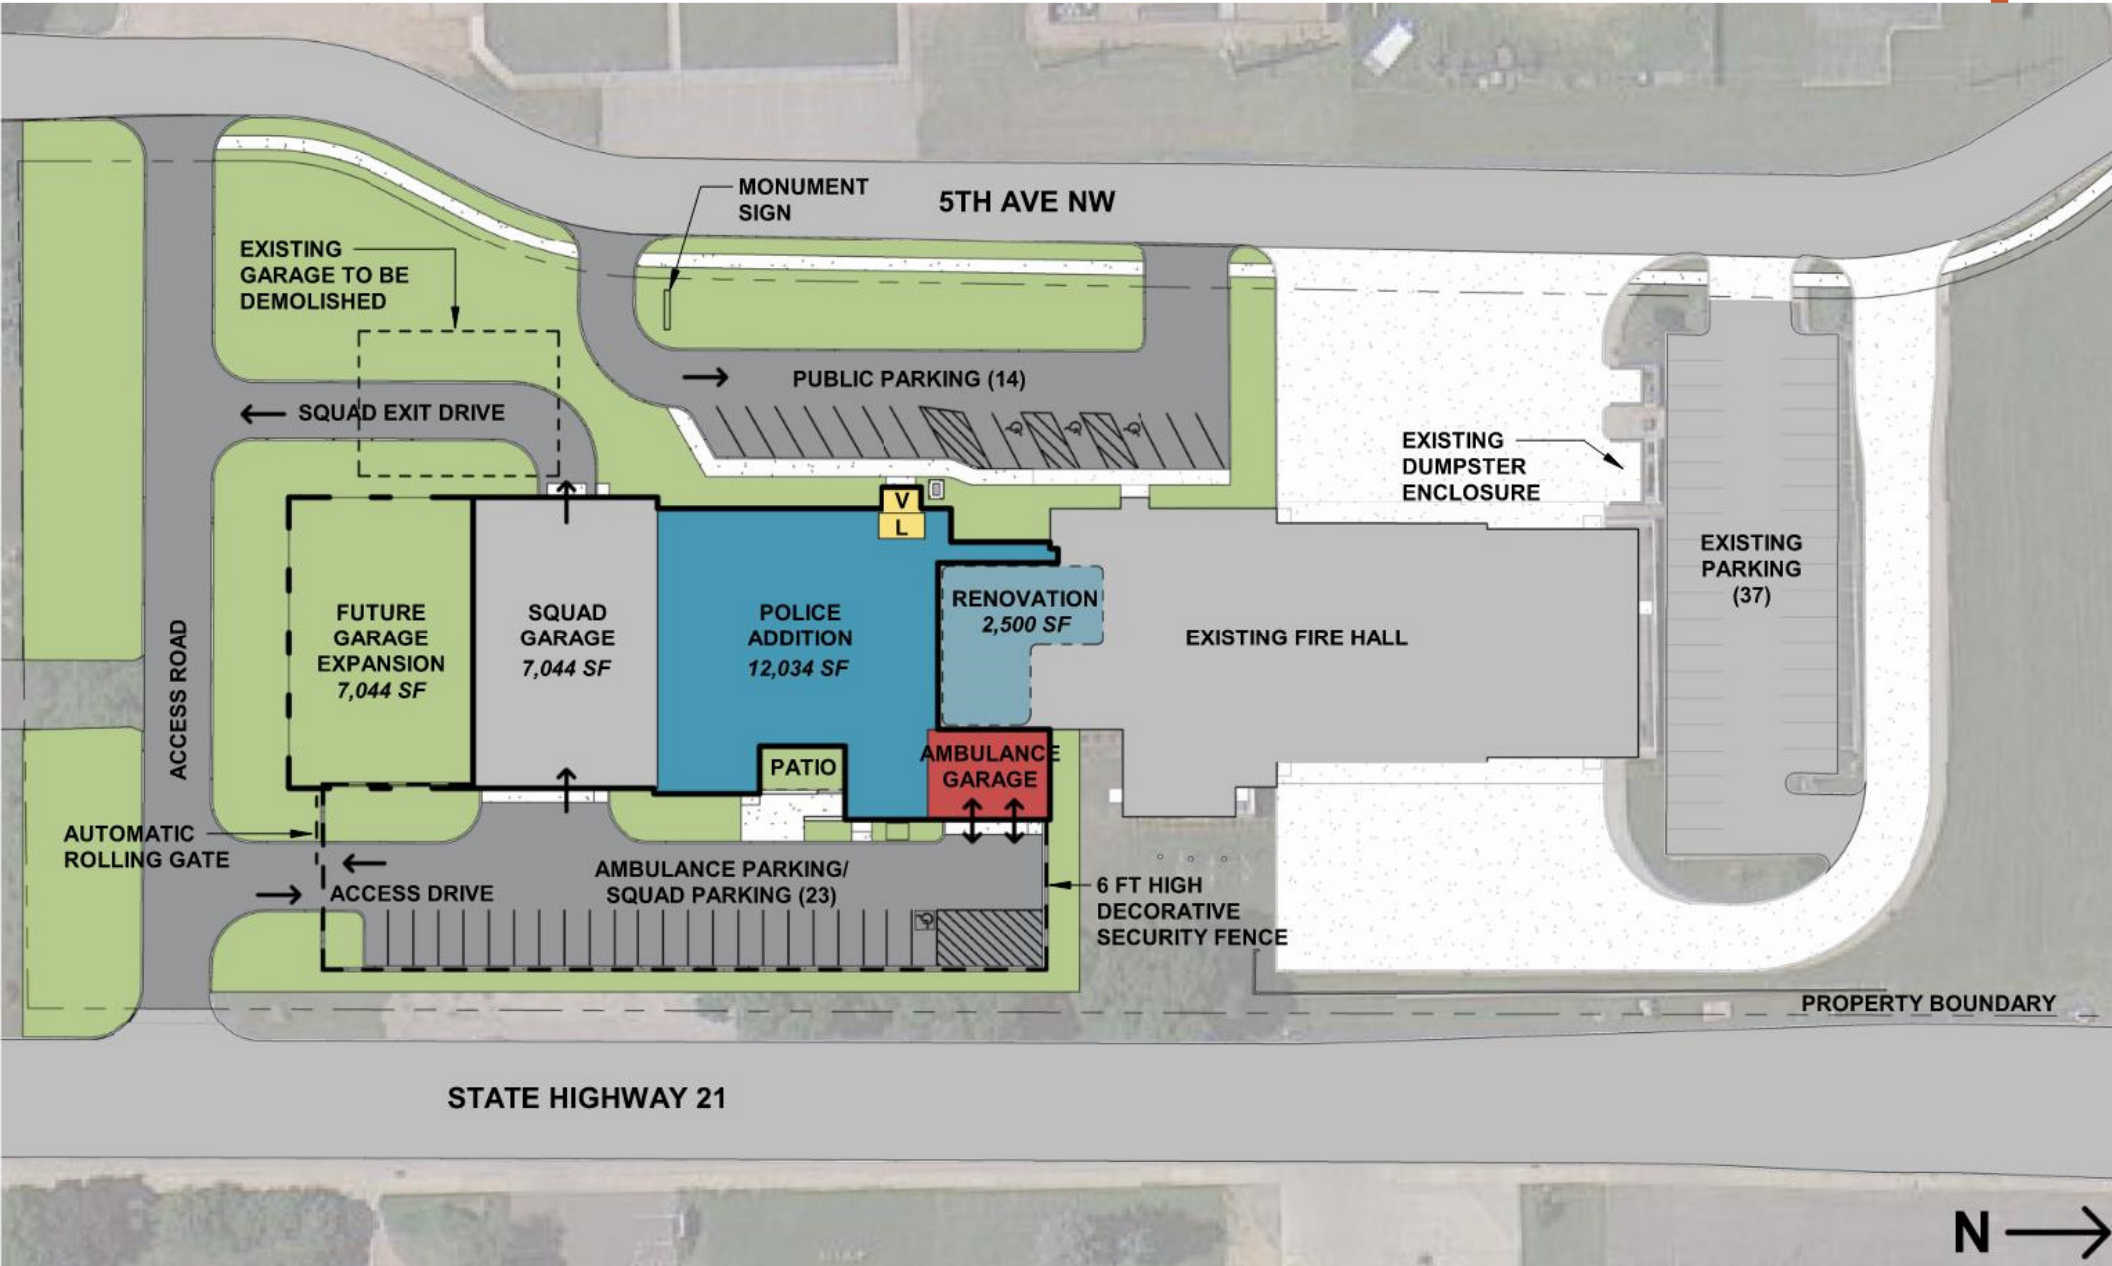 MONUMENT
SIGN
5TH AVE NW
EXISTING
GARAGE TO BE
DEMOLISHED
PUBLIC PARKING (14)
SQUAD EXIT DRIVE
EXISTING
DUMPSTER
ENCLOSURE
V
L
EXISTING
PARKING
(37)
FUTURE
GARAGE
EXPANSION
7,044 SF
SQUAD
GARAGE
7,044 SF
POLICE
ADDITION
12,034 SF
RENOVATION
2,500 SF
EXISTING FIRE HALL
ACCESS ROAD
PATIO
AMBULANCE
GARAGE
AUTOMATIC
ROLLING GATE
ACCESS DRIVE
AMBULANCE PARKING/
SQUAD PARKING (23)
6 FT HIGH
DECORATIVE
SECURITY FENCE
PROPERTY BOUNDARY
STATE HIGHWAY 21
N